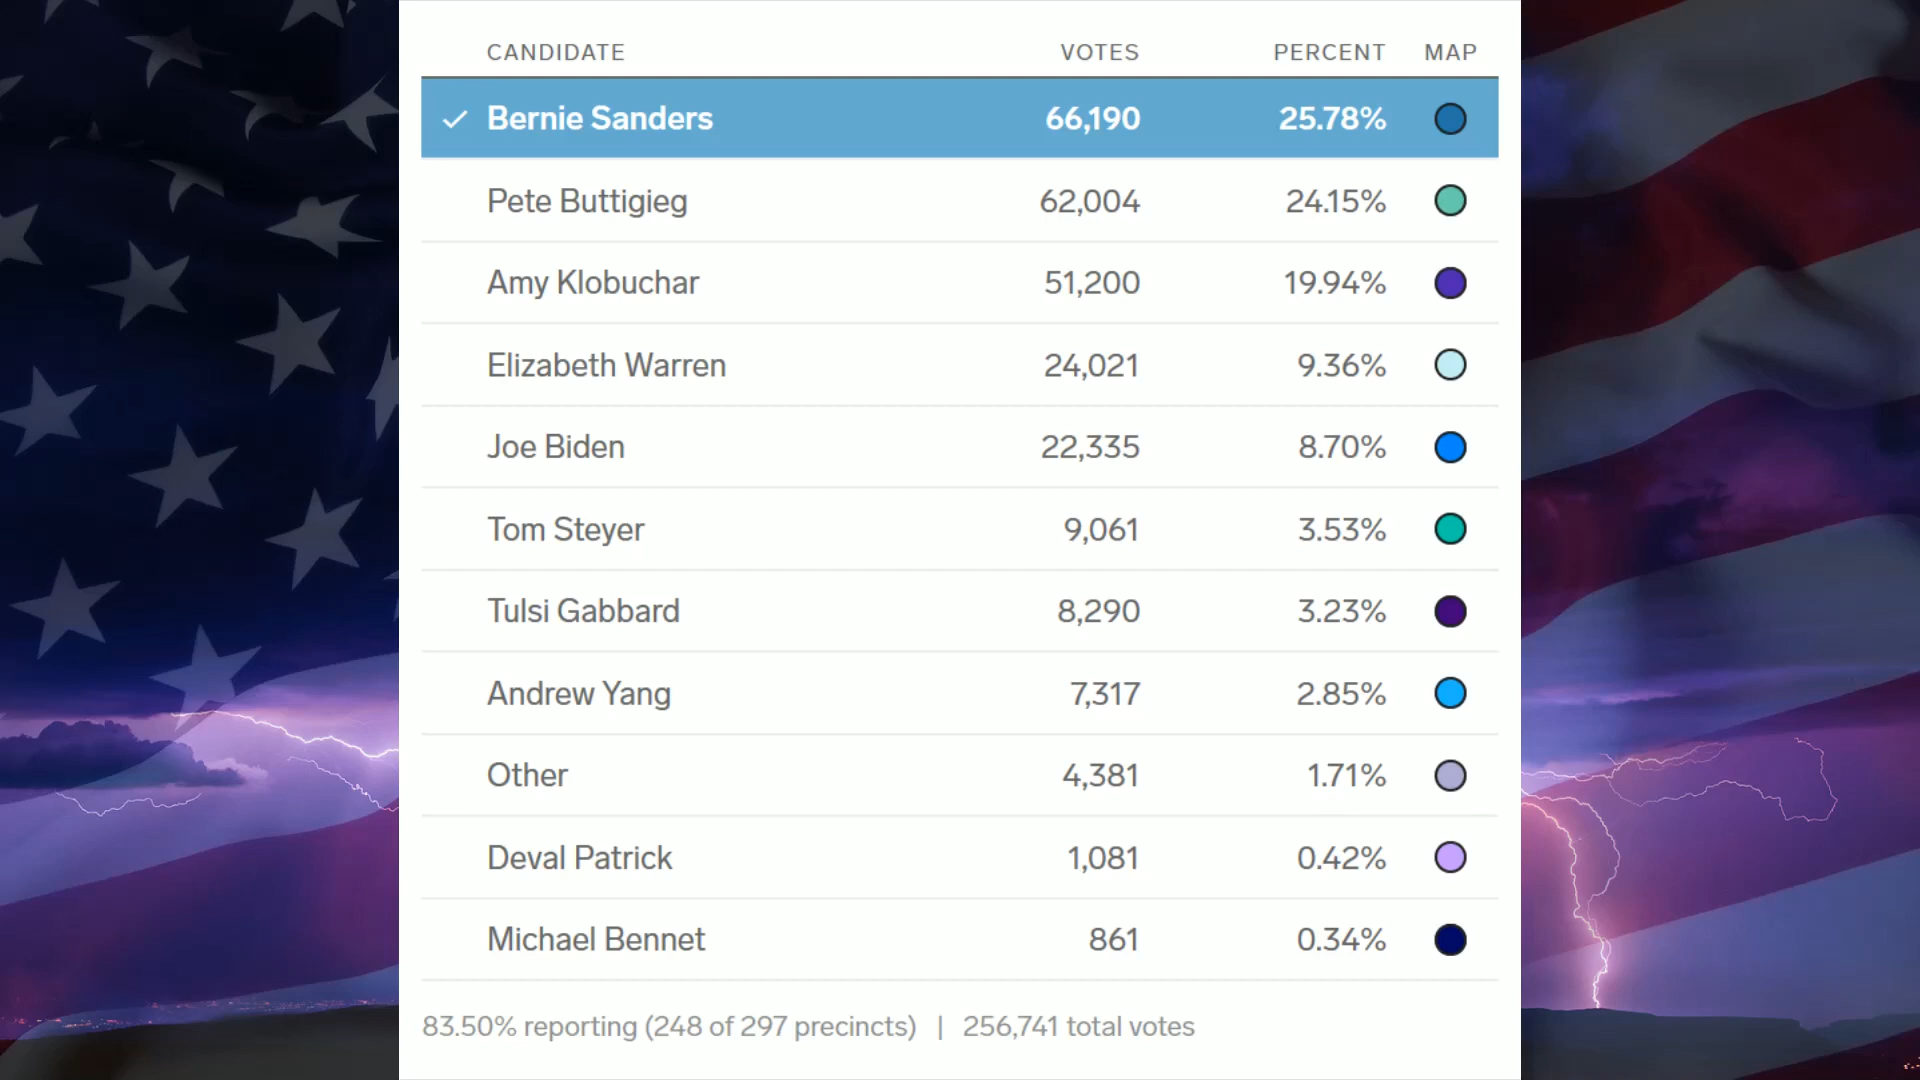 CANDIDATE VOTES PERCENT MAP
Bernie Sanders 66,190 25.78%
Pete Buttigieg 62,004 24.15%
Amy Klobuchar 51,200 19.94%
Elizabeth Warren 24,021 9.36%
Joe Biden 22,335 8.70%
Tom Steyer 9,061 3.53%
Tulsi Gabbard 8,290 3.23%
Andrew Yang 7,317 2.85%
Other 4,381 1.71%
Deval Patrick 1,081 0.42%
Michael Bennet 861 0.34%
83.50% reporting (248 of 297 precincts) | 256,741 total votes